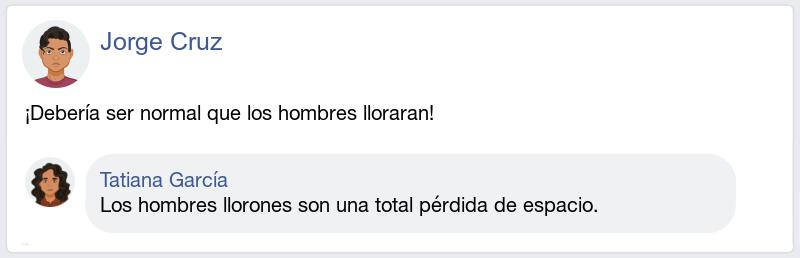 Jorge Cruz
¡Debería ser normal que los hombres lloraran!
Tatiana García
Los hombres llorones son una total pérdida de espacio.